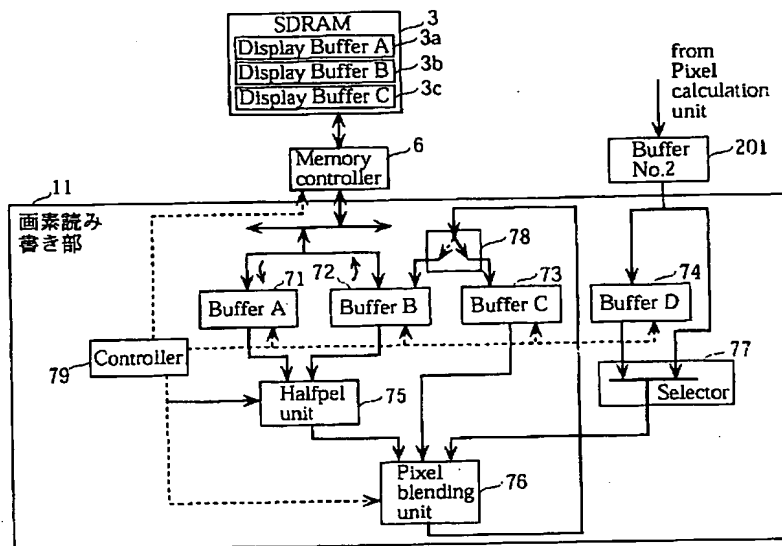 SDRAM
3
Display Buffer A
3a
Display Buffer B
3b
Display Buffer C
3c
from
Pixel
calculation
unit
Memory
controller
6
Buffer
No.2
201
11
画素読み
書き部
78
71
Buffer A
72
Buffer B
73
Buffer C
74
Buffer D
Controller
79
Halfpel
unit
75
77
Selector
Pixel
blending
unit
76